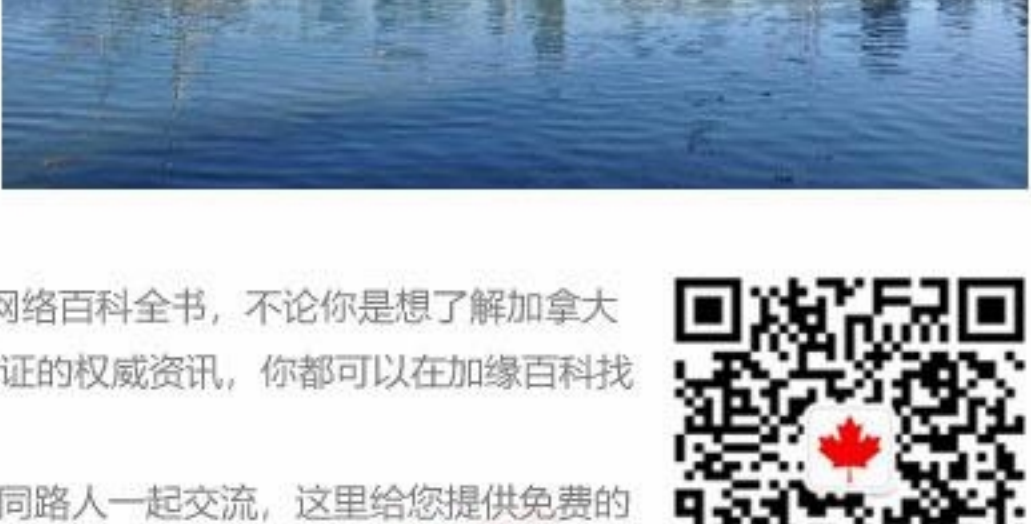 网络百科全书，不论你是想了解加拿大
证的权威资讯，你都可以在加缘百科找
同路人一起交流，这里给您提供免费的